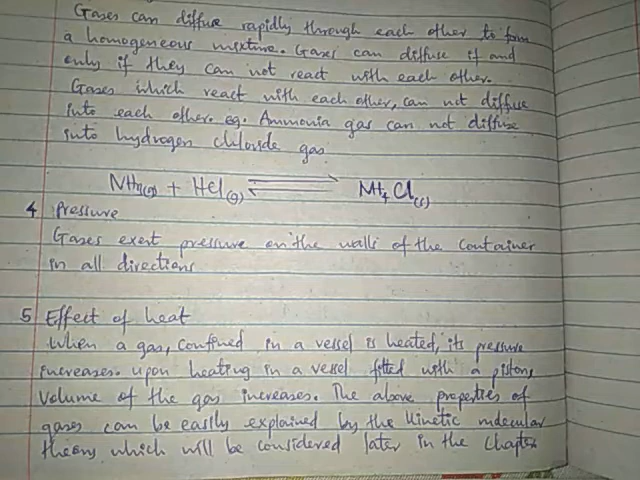 Gases can diffuse rapidly through each other to form
a homogeneous mixture. Gases can diffuse if and
only if they can not react with each other.
Gases which react with each other, can not diffuse
into each other. eg. Ammonia gas can not diffuse
into hydrogen chloride gas.
NH₃(g) + HCl(g) ⇌ NH₄Cl(s)
4 Pressure
Gases exert pressure on the walls of the container
in all directions
5 Effect of heat
When a gas, confined in a vessel is heated, its pressure
increases. upon heating in a vessel fitted with a piston,
volume of the gas increases. The above properties of
gases can be easily explained by the kinetic molecular
theory which will be considered later in the chapter